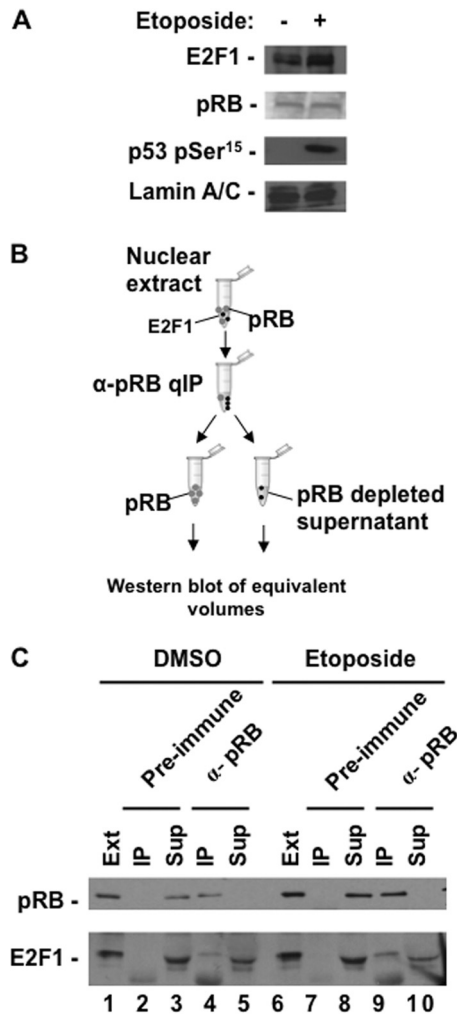 A
Etoposide: - +
E2F1 -
pRB -
p53 pSer¹⁵ -
Lamin A/C -
B
Nuclear
extract
E2F1
pRB
α-pRB qIP
pRB
pRB depleted
supernatant
Western blot of equivalent
volumes
C
DMSO Etoposide
Pre-immune α- pRB Pre-immune α- pRB
Ext IP Sup IP Sup Ext IP Sup IP Sup
pRB -
E2F1 -
1 2 3 4 5 6 7 8 9 10